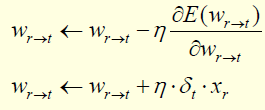 w_{r→t} ← w_{r→t} − η ∂E(w_{r→t}) / ∂w_{r→t}
w_{r→t} ← w_{r→t} + η · δ_t · x_r